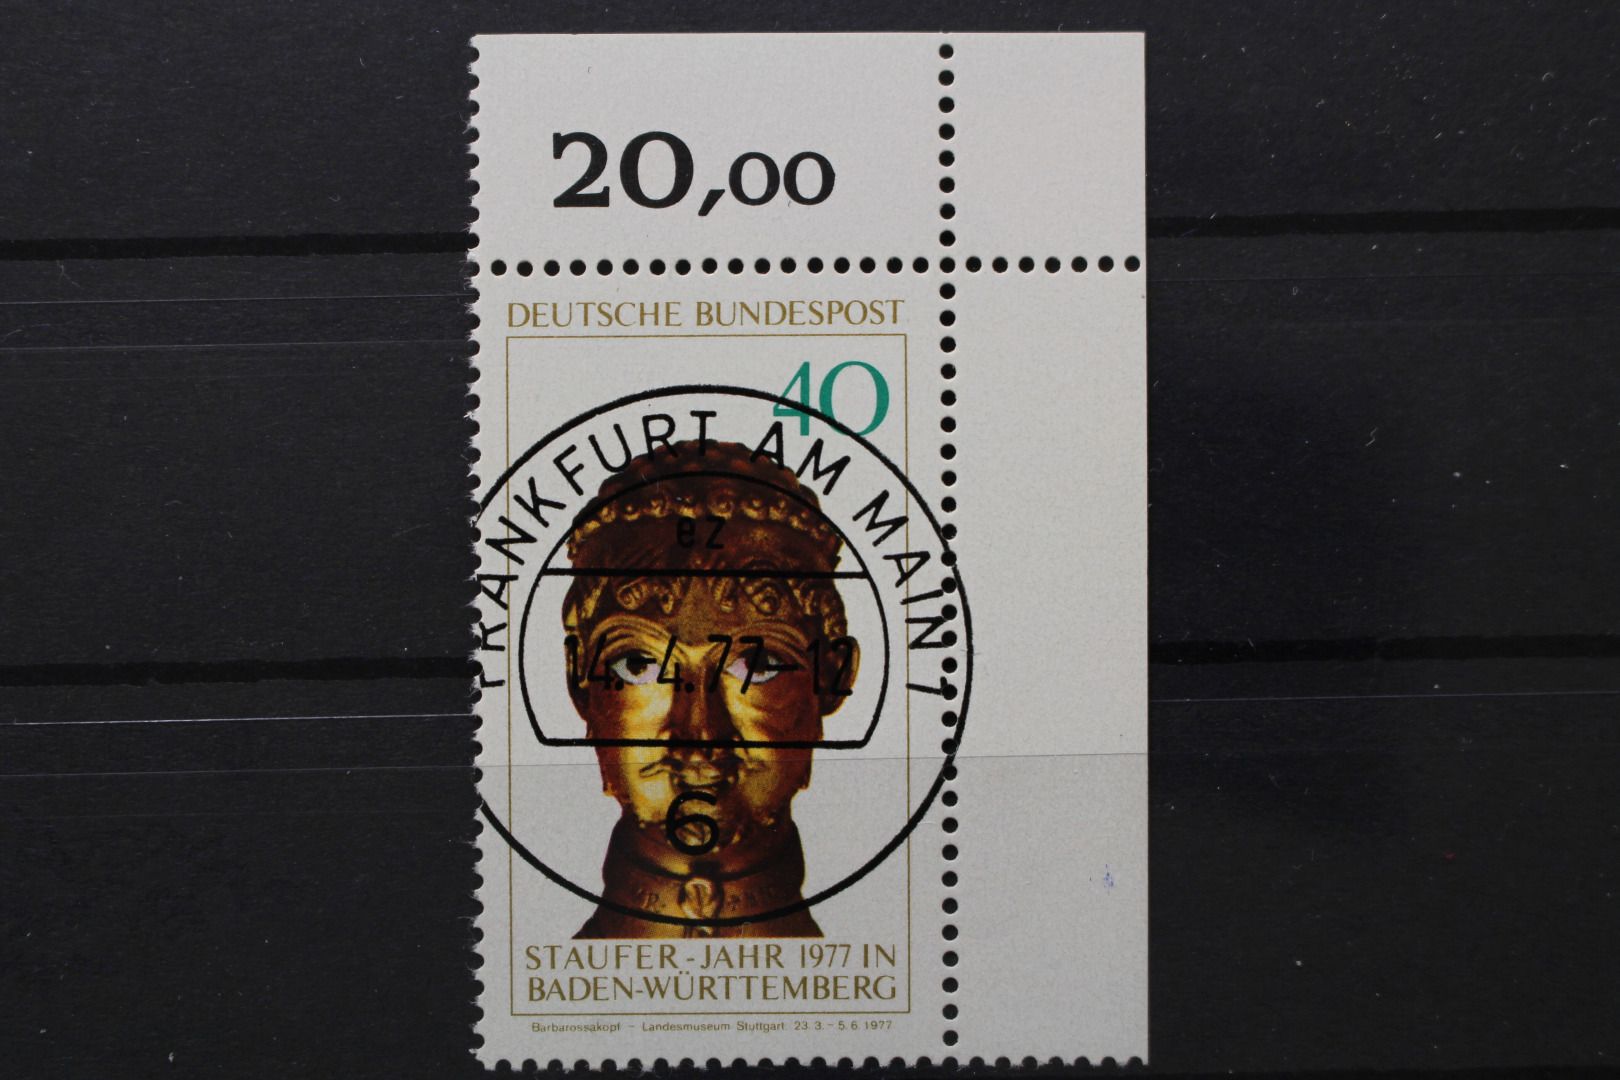 20,00
DEUTSCHE BUNDESPOST
40
FRANKFURT AM MAIN 1
ez
14.-4.77-12
6
STAUFER-JAHR 1977 IN
BADEN-WÜRTTEMBERG
Barbarossakopf - Landesmuseum Stuttgart 23.3.-5.6.1977